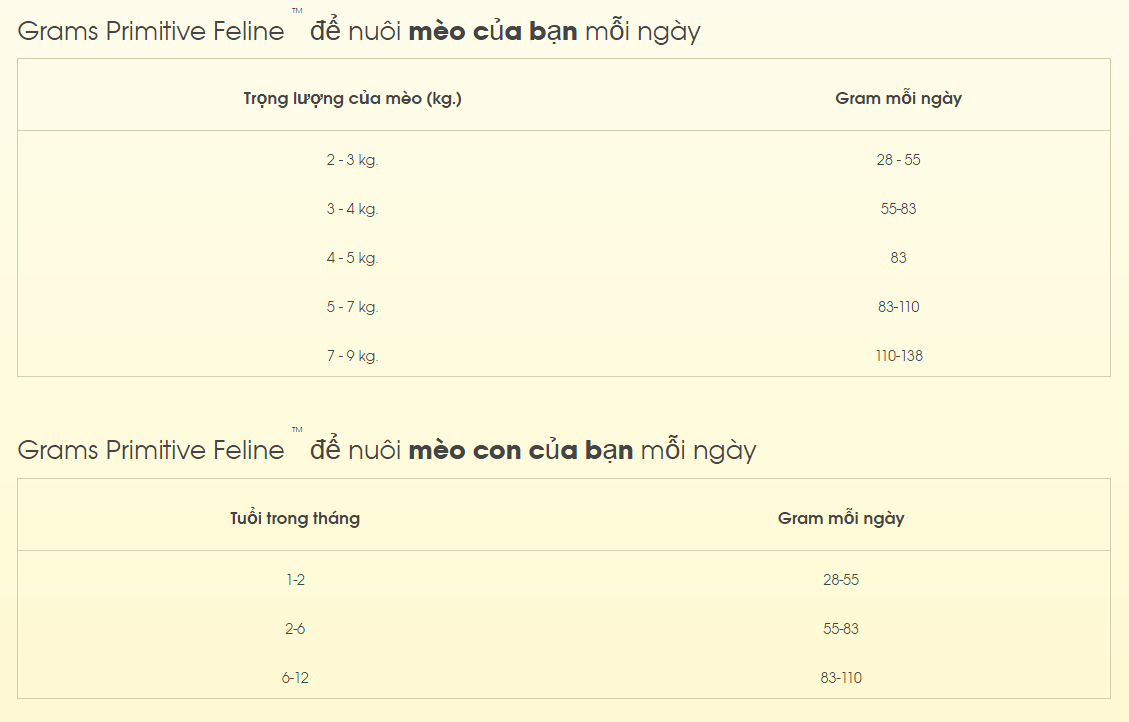 Grams Primitive Feline ™ để nuôi mèo của bạn mỗi ngày
Trọng lượng của mèo (kg.) Gram mỗi ngày
2 - 3 kg. 28 - 55
3 - 4 kg. 55-83
4 - 5 kg. 83
5 - 7 kg. 83-110
7 - 9 kg. 110-138
Grams Primitive Feline ™ để nuôi mèo con của bạn mỗi ngày
Tuổi trong tháng Gram mỗi ngày
1-2 28-55
2-6 55-83
6-12 83-110